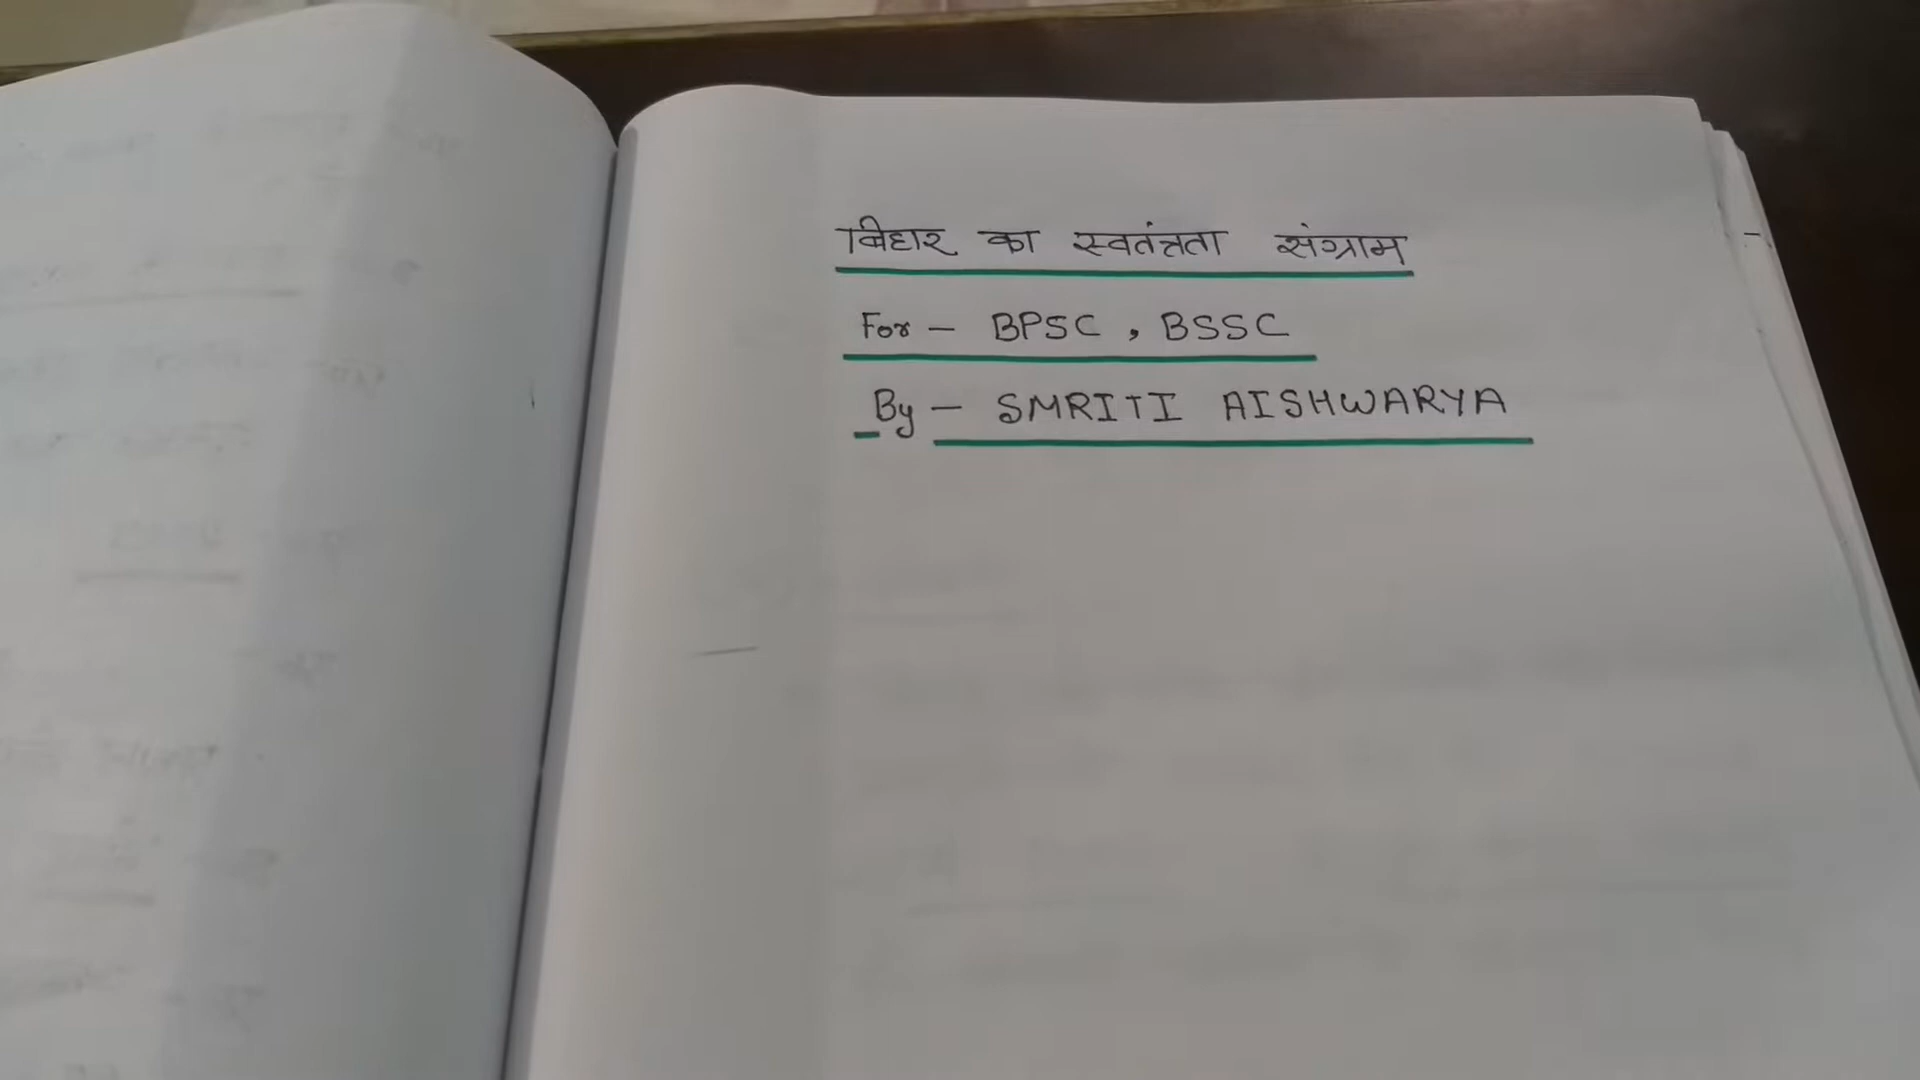 बिहार का स्वतंत्रता संग्राम
For - BPSC , BSSC
By - SMRITI AISHWARYA